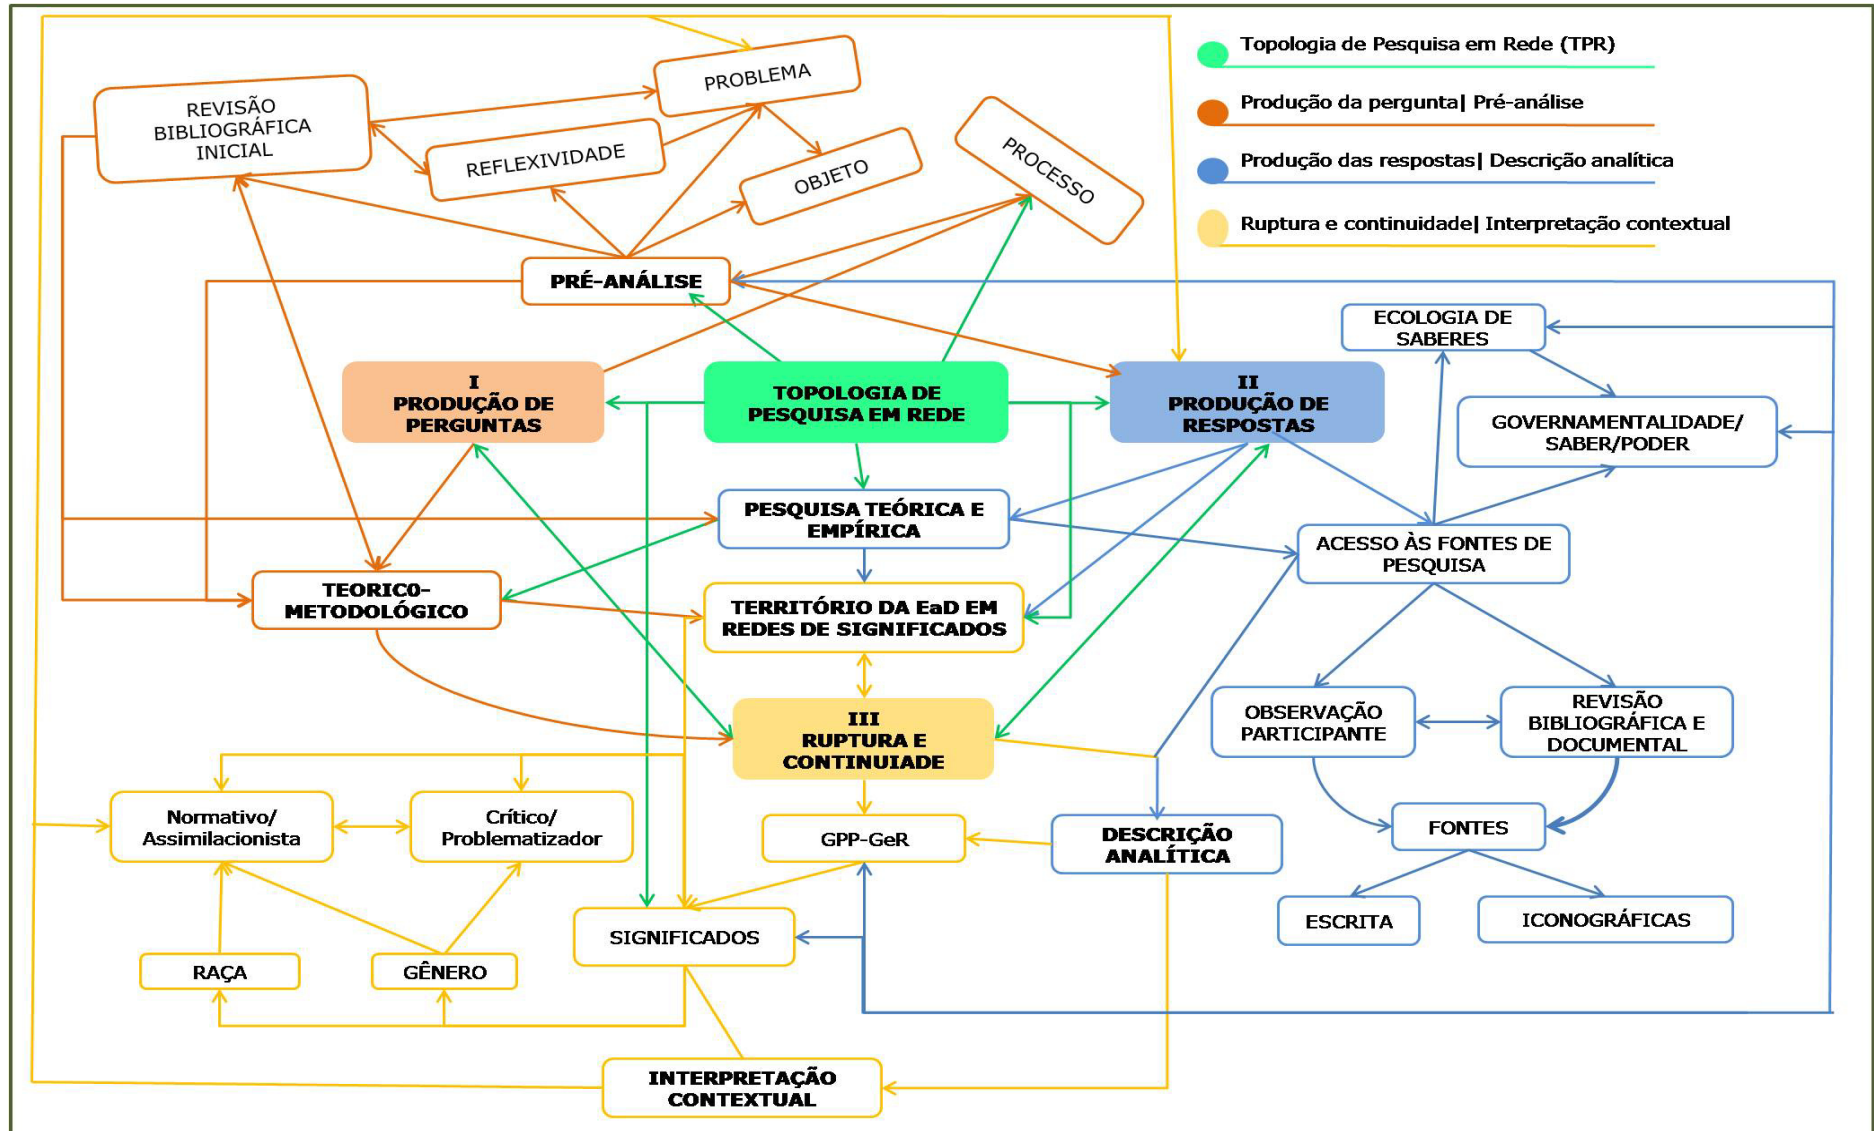 Topologia de Pesquisa em Rede (TPR)
Produção da pergunta| Pré-análise
Produção das respostas| Descrição analítica
Ruptura e continuidade| Interpretação contextual
REVISÃO
BIBLIOGRÁFICA
INICIAL
PROBLEMA
REFLEXIVIDADE
OBJETO
PROCESSO
PRÉ-ANÁLISE
ECOLOGIA DE
SABERES
I
PRODUÇÃO DE
PERGUNTAS
TOPOLOGIA DE
PESQUISA EM REDE
II
PRODUÇÃO DE
RESPOSTAS
GOVERNAMENTALIDADE/
SABER/PODER
PESQUISA TEÓRICA E
EMPÍRICA
ACESSO ÀS FONTES DE
PESQUISA
TEORIC0-
METODOLÓGICO
TERRITÓRIO DA EaD EM
REDES DE SIGNIFICADOS
III
RUPTURA E
CONTINUIADE
OBSERVAÇÃO
PARTICIPANTE
REVISÃO
BIBLIOGRÁFICA E
DOCUMENTAL
Normativo/
Assimilacionista
Crítico/
Problematizador
GPP-GeR
DESCRIÇÃO
ANALÍTICA
FONTES
SIGNIFICADOS
ESCRITA
ICONOGRÁFICAS
RAÇA
GÊNERO
INTERPRETAÇÃO
CONTEXTUAL